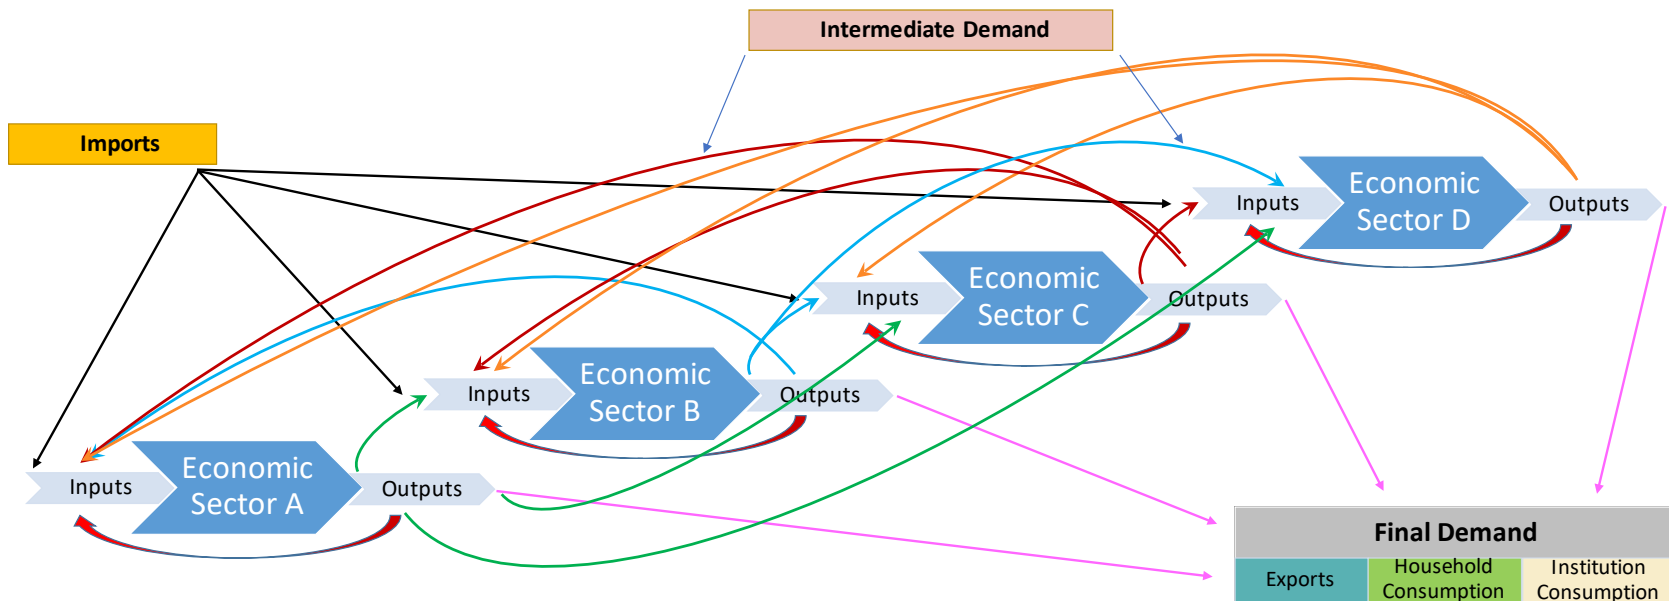 Intermediate Demand
Imports
Economic
Sector D
Inputs
Outputs
Economic
Sector C
Inputs
Outputs
Economic
Sector B
Inputs
Outputs
Economic
Sector A
Inputs
Outputs
Final Demand
Exports
Household
Consumption
Institution
Consumption